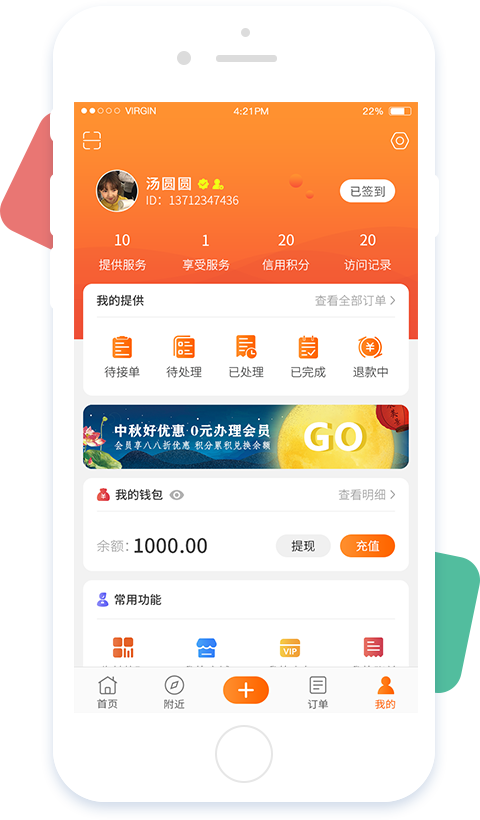 VIRGIN 4:21PM 22%
汤圆圆
ID：13712347436
已签到
10 1 20 20
提供服务 享受服务 信用积分 访问记录
我的提供 查看全部订单
待接单 待处理 已处理 已完成 退款中
中秋好优惠 0元办理会员
会员享八八折优惠 积分累积兑换余额
GO
我的钱包 查看明细
余额: 1000.00 提现 充值
常用功能
VIP
首页 附近 订单 我的